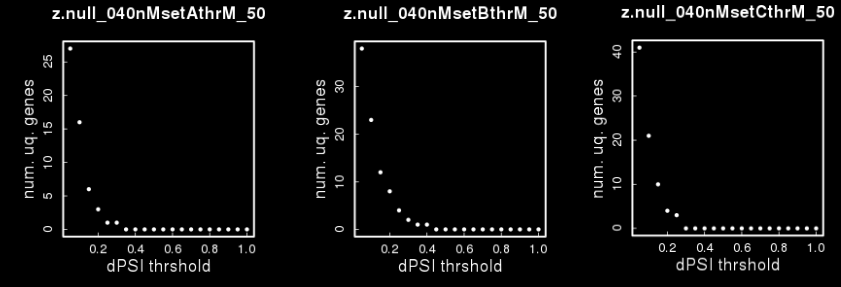 z.null_040nMsetAthrM_50
25
20
15
10
5
0
num. uq. genes
0.2 0.4 0.6 0.8 1.0
dPSI thrshold
z.null_040nMsetBthrM_50
30
20
10
0
num. uq. genes
0.2 0.4 0.6 0.8 1.0
dPSI thrshold
z.null_040nMsetCthrM_50
40
30
20
10
0
num. uq. genes
0.2 0.4 0.6 0.8 1.0
dPSI thrshold